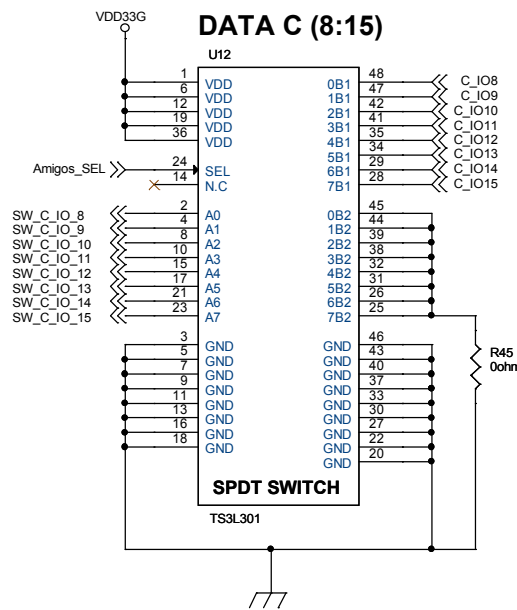 VDD33G
DATA C (8:15)
U12
1 VDD 0B1 48 C_IO8
6 VDD 1B1 47 C_IO9
12 VDD 2B1 42 C_IO10
19 VDD 3B1 41 C_IO11
36 VDD 4B1 35 C_IO12
5B1 34 C_IO13
Amigos_SEL 24 SEL 6B1 29 C_IO14
14 N.C 7B1 28 C_IO15
SW_C_IO_8 2 A0 0B2 45
SW_C_IO_9 4 A1 1B2 44
SW_C_IO_10 8 A2 2B2 39
SW_C_IO_11 10 A3 3B2 38
SW_C_IO_12 15 A4 4B2 32
SW_C_IO_13 17 A5 5B2 31
SW_C_IO_14 21 A6 6B2 26
SW_C_IO_15 23 A7 7B2 25
3 GND GND 46
5 GND GND 43
7 GND GND 40
9 GND GND 37
11 GND GND 33
13 GND GND 30
16 GND GND 27
18 GND GND 22
GND 20
R45
0ohm
SPDT SWITCH
TS3L301